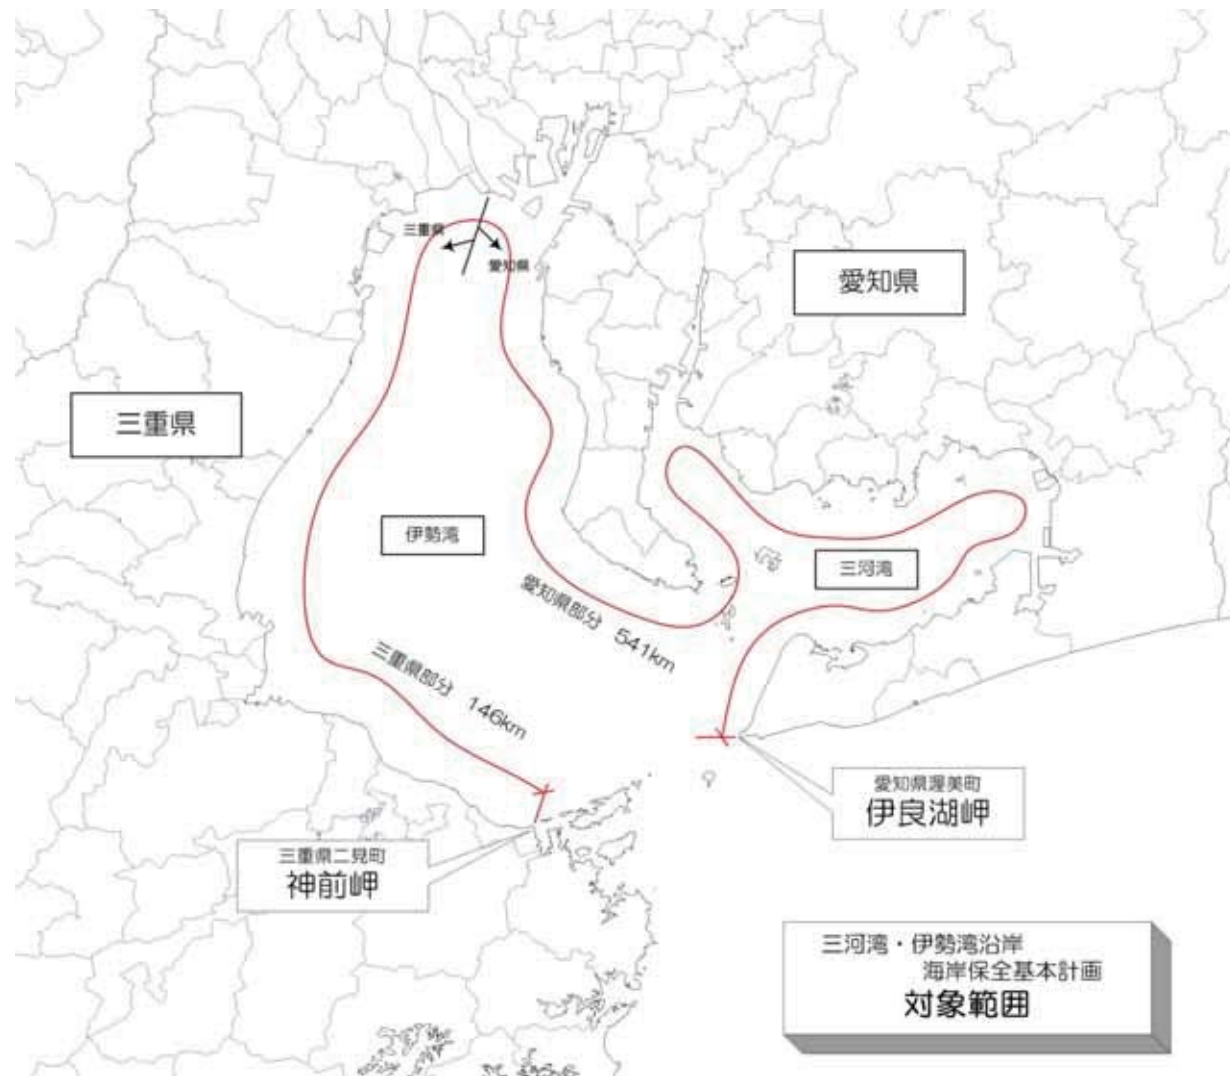 三重県
愛知県
愛知県
三重県
伊勢湾
三河湾
愛知県部分 541km
三重県部分 146km
愛知県渥美町
伊良湖岬
三重県二見町
神前岬
三河湾・伊勢湾沿岸
海岸保全基本計画
対象範囲